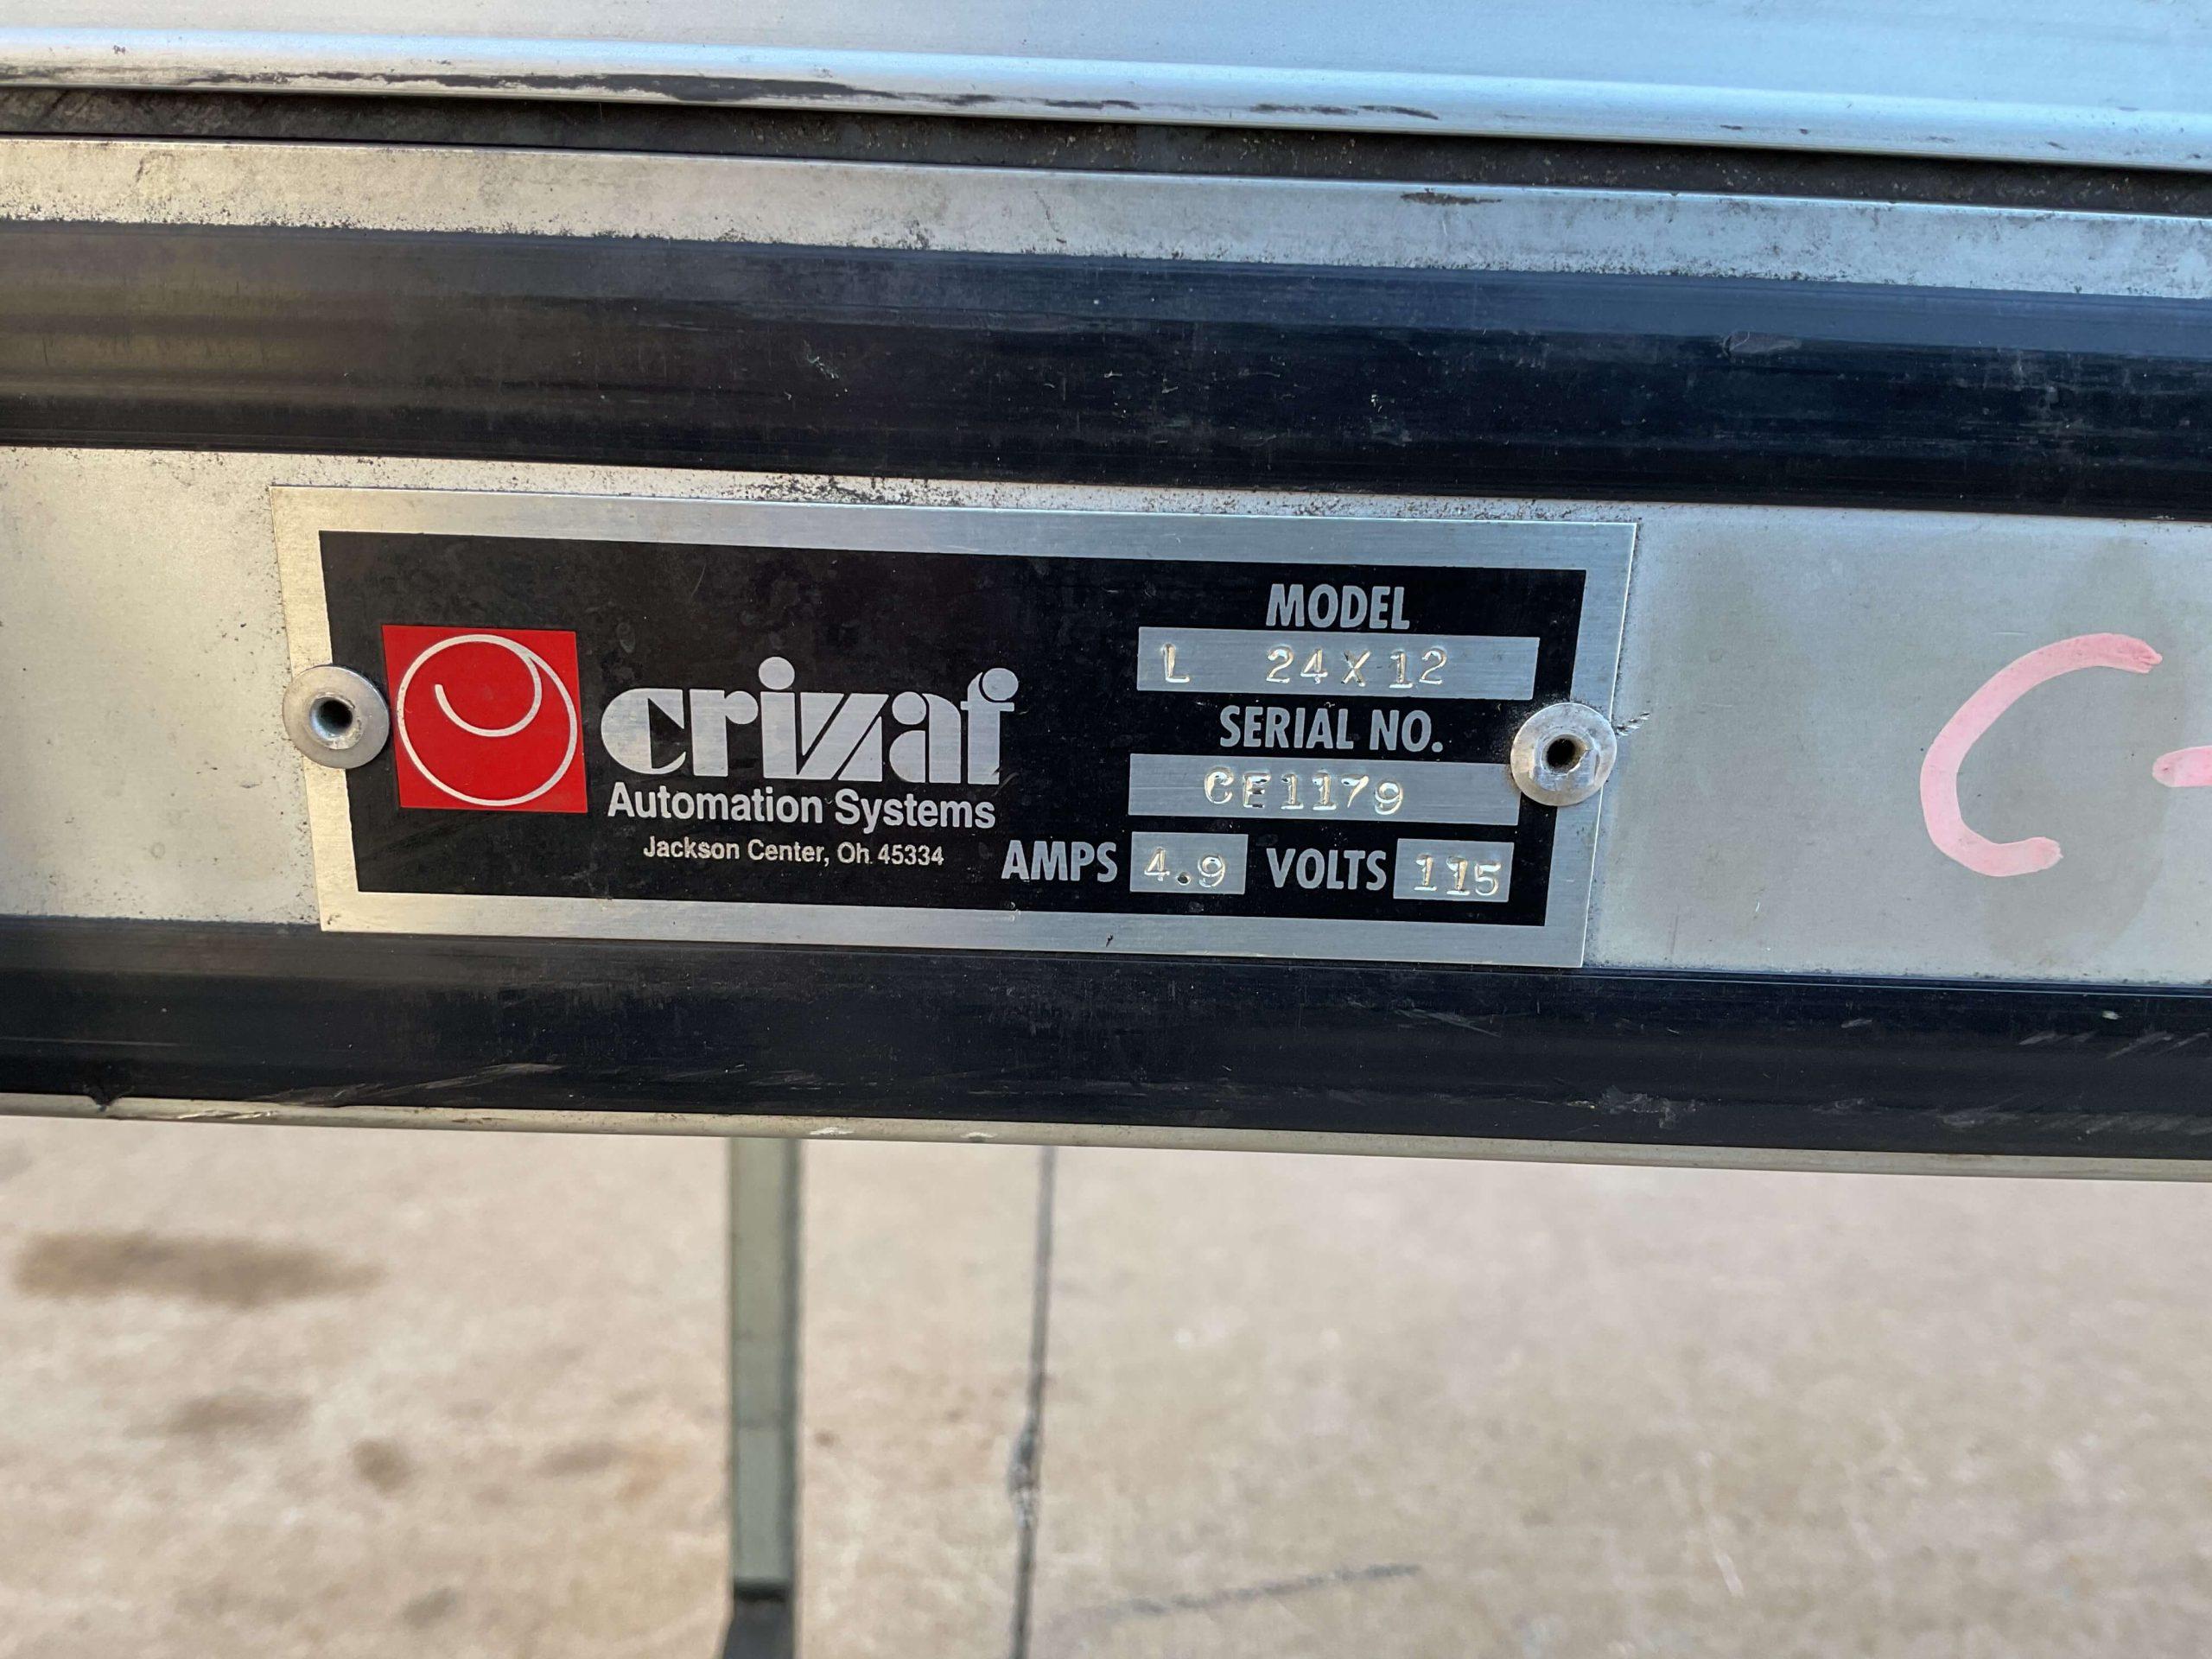 crizaf
Automation Systems
Jackson Center, Oh. 45334
MODEL
L 24X12
SERIAL NO.
CE1179
AMPS 4.9 VOLTS 115
C-